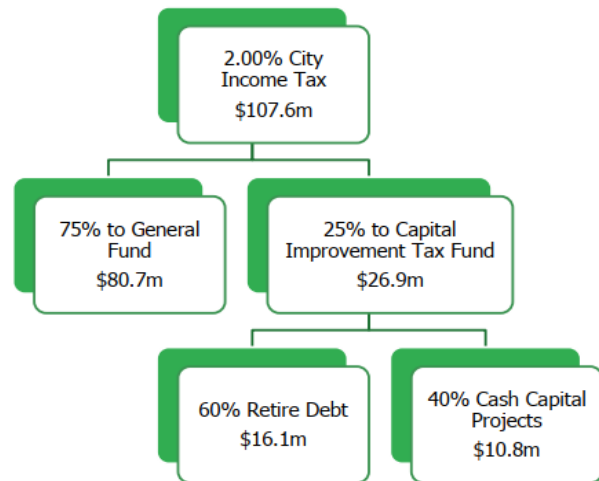 2.00% City
Income Tax
$107.6m
75% to General
Fund
$80.7m
25% to Capital
Improvement Tax Fund
$26.9m
60% Retire Debt
$16.1m
40% Cash Capital
Projects
$10.8m